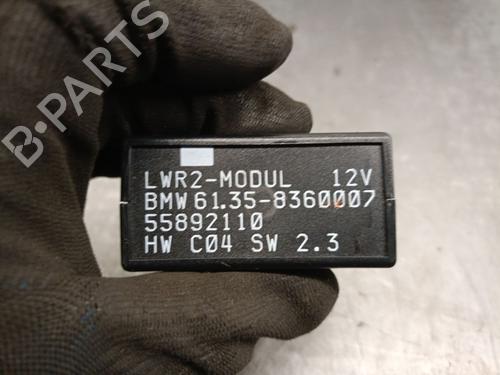 LWR2-MODUL 12V
BMW 61.35-8360007
55892110
HW C04 SW 2.3
B-PARTS